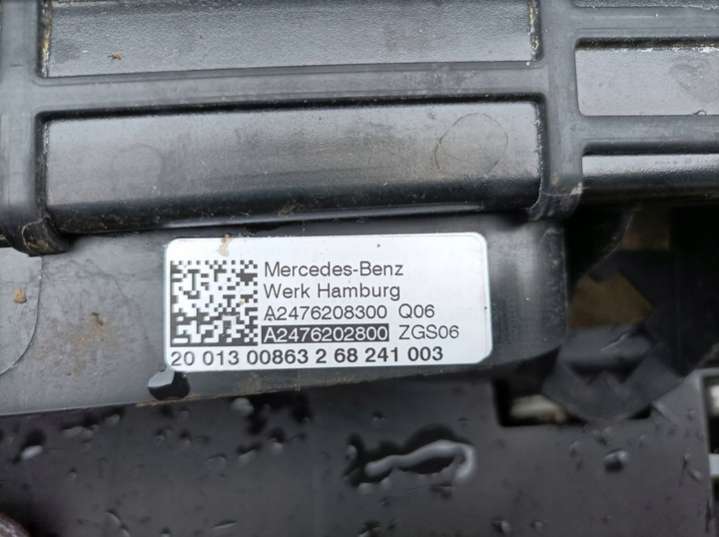 Mercedes-Benz
Werk Hamburg
A2476208300 Q06
A2476202800 ZGS06
20 013 00863 2 68 241 003